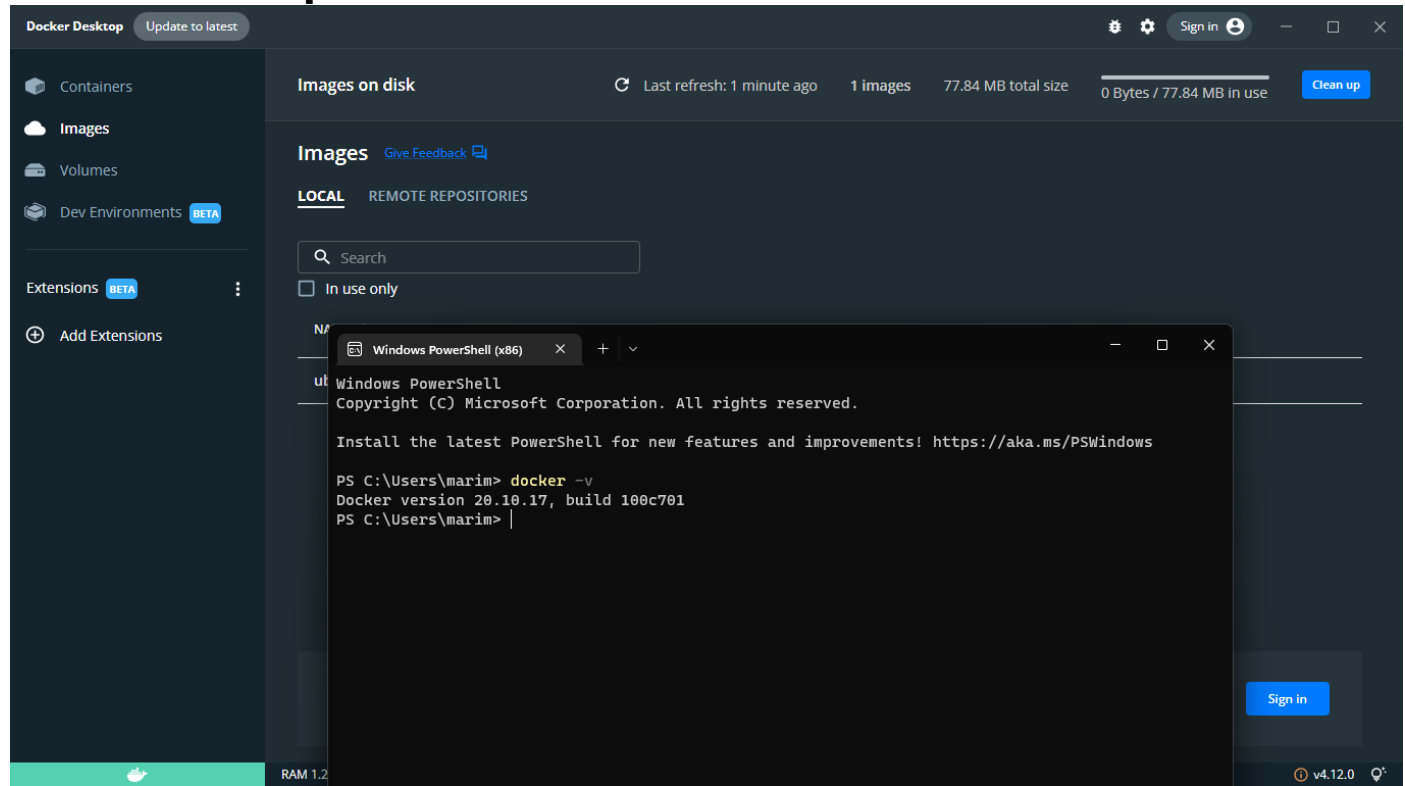 Docker Desktop Update to latest Sign in
Containers
Images
Volumes
Dev Environments BETA
Extensions BETA
Add Extensions
Images on disk Last refresh: 1 minute ago 1 images 77.84 MB total size 0 Bytes / 77.84 MB in use Clean up
Images Give Feedback
LOCAL REMOTE REPOSITORIES
Search
In use only
Windows PowerShell (x86)
Windows PowerShell
Copyright (C) Microsoft Corporation. All rights reserved.
Install the latest PowerShell for new features and improvements! https://aka.ms/PSWindows
PS C:\Users\marim> docker -v
Docker version 20.10.17, build 100c701
PS C:\Users\marim>
Sign in
RAM 1.2 v4.12.0